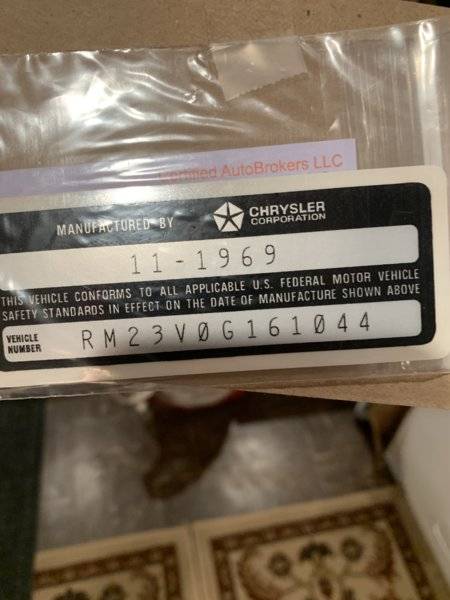 Certified AutoBrokers LLC
MANUFACTURED BY CHRYSLER CORPORATION
11-1969
THIS VEHICLE CONFORMS TO ALL APPLICABLE U.S. FEDERAL MOTOR VEHICLE
SAFETY STANDARDS IN EFFECT ON THE DATE OF MANUFACTURE SHOWN ABOVE
VEHICLE NUMBER RM23V0G161044